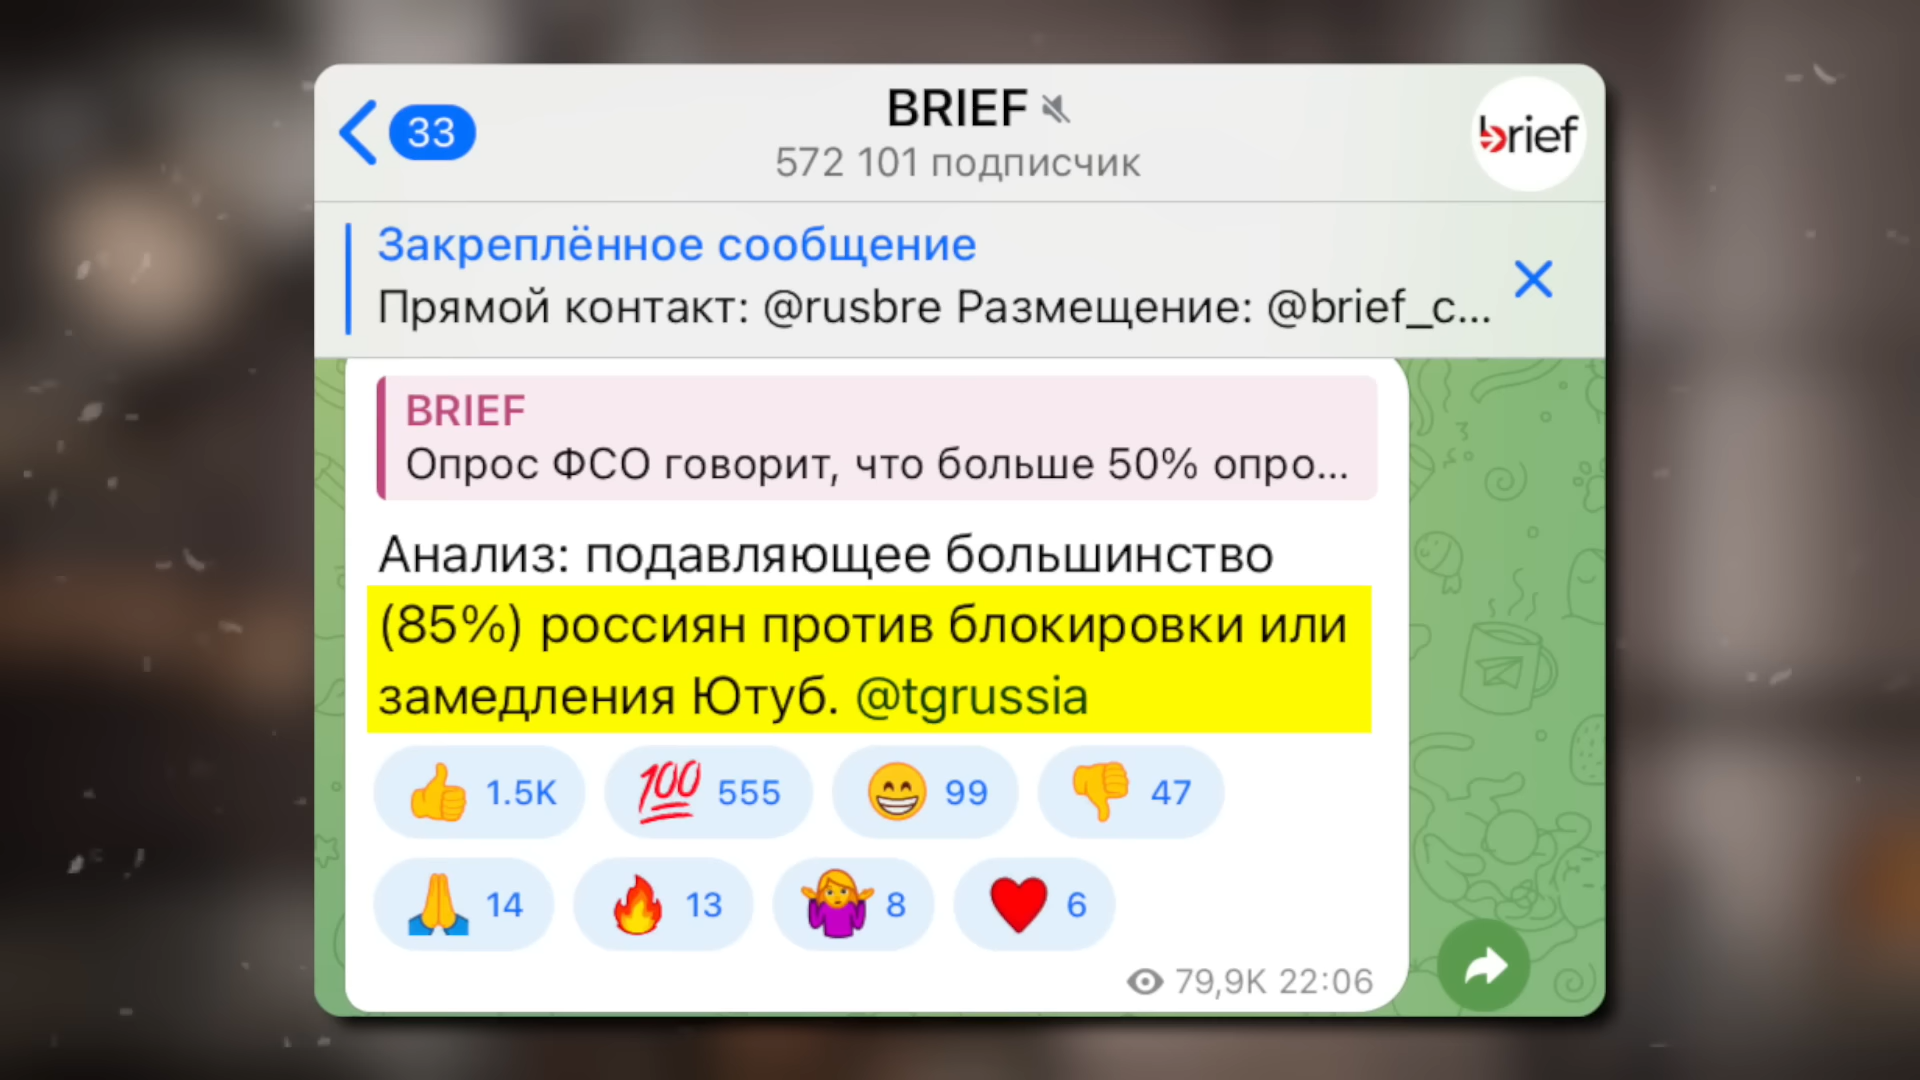 33
BRIEF
572 101 подписчик
brief
Закреплённое сообщение
Прямой контакт: @rusbre Размещение: @brief_c...
BRIEF
Опрос ФСО говорит, что больше 50% опро...
Анализ: подавляющее большинство
(85%) россиян против блокировки или
замедления Ютуб. @tgrussia
👍 1.5K 💯 555 😁 99 👎 47
🙏 14 🔥 13 🤷‍♀️ 8 ❤️ 6
79,9K 22:06